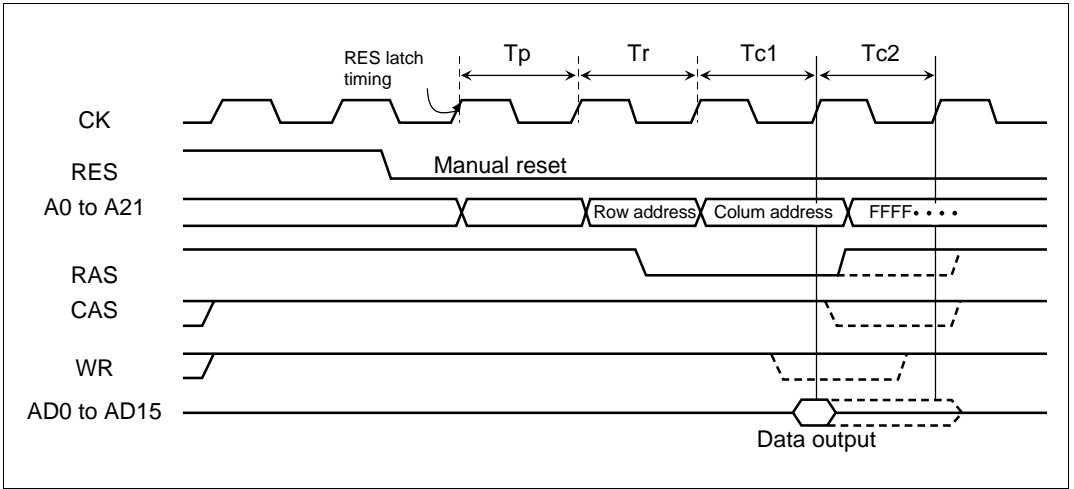 RES latch
timing
Tp
Tr
Tc1
Tc2
CK
RES
Manual reset
A0 to A21
Row address
Colum address
FFFF
RAS
CAS
WR
AD0 to AD15
Data output